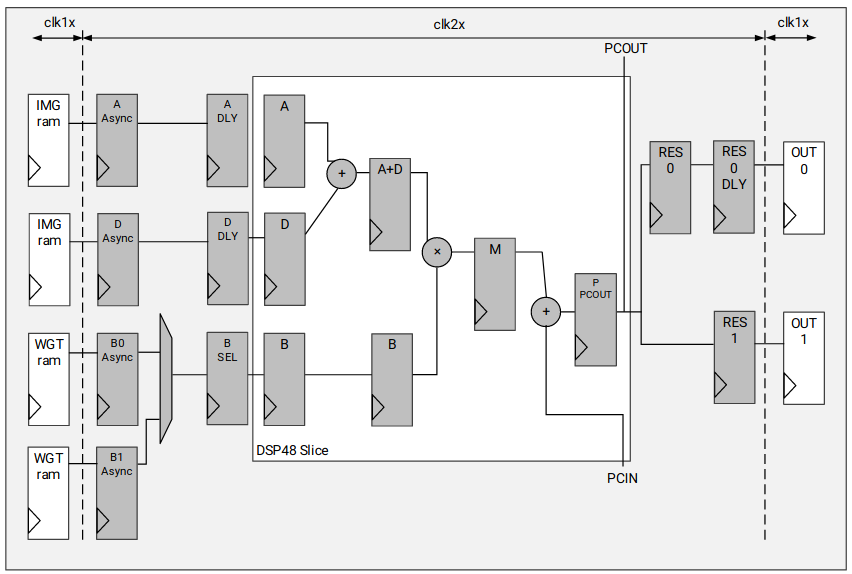 clk1x
clk2x
clk1x
PCOUT
IMG
ram
A
Async
A
DLY
A
+
A+D
IMG
ram
D
Async
D
DLY
D
×
M
RES
0
RES
0
DLY
OUT
0
P
PCOUT
+
WGT
ram
B0
Async
B
SEL
B
B
RES
1
OUT
1
WGT
ram
B1
Async
DSP48 Slice
PCIN